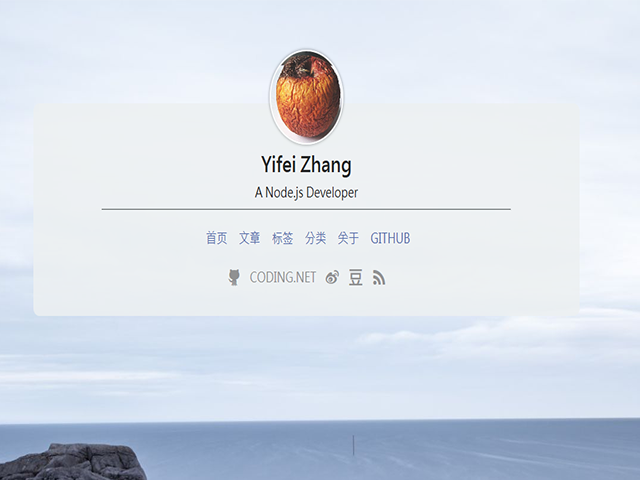 Yifei Zhang
A Node.js Developer
首页 文章 标签 分类 关于 GITHUB
CODING.NET 豆